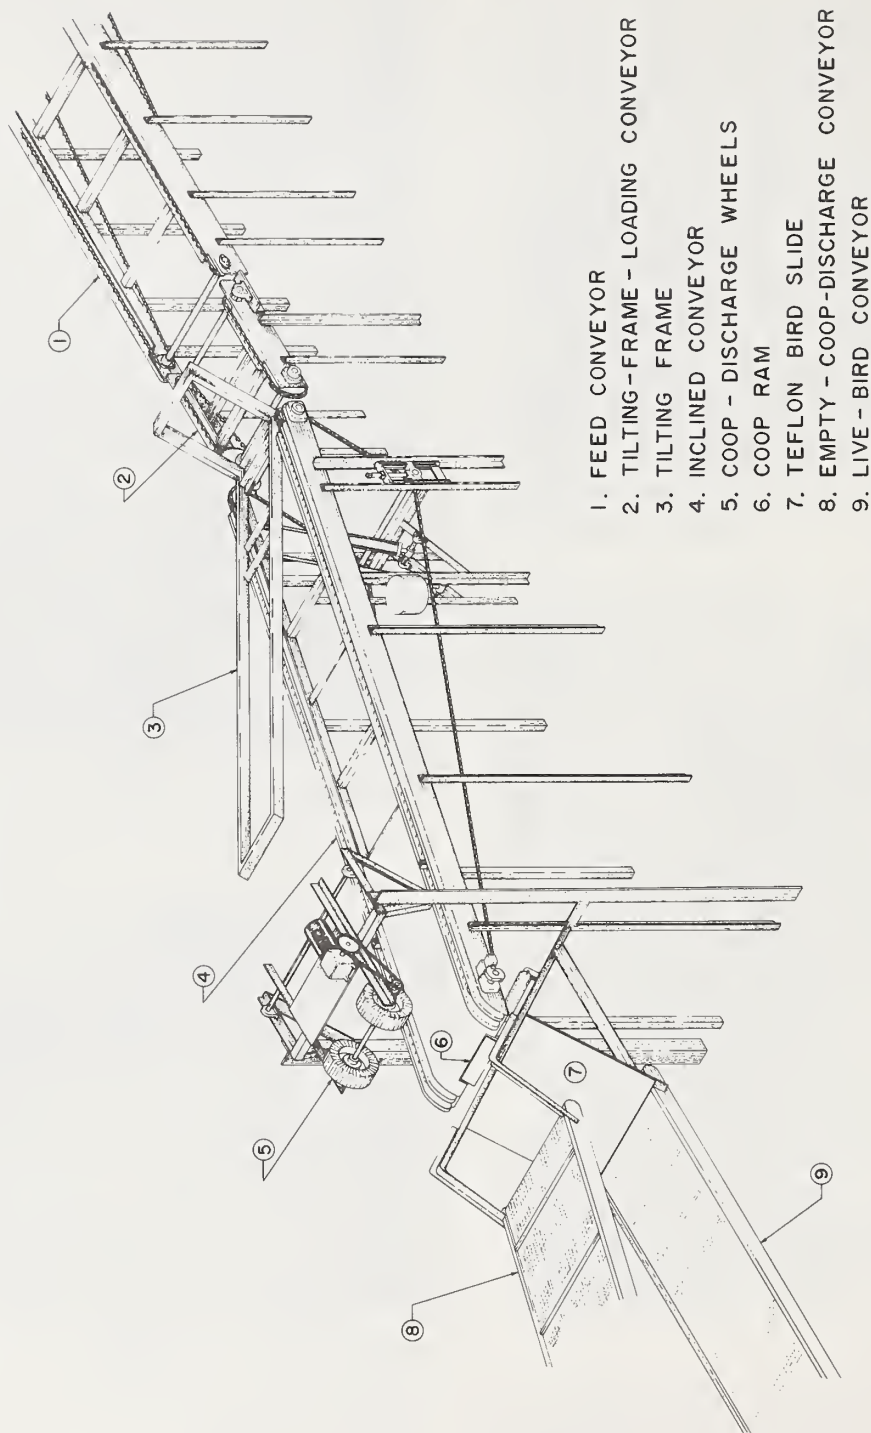 1. FEED CONVEYOR
2. TILTING-FRAME-LOADING CONVEYOR
3. TILTING FRAME
4. INCLINED CONVEYOR
5. COOP-DISCHARGE WHEELS
6. COOP RAM
7. TEFLON BIRD SLIDE
8. EMPTY-COOP-DISCHARGE CONVEYOR
9. LIVE-BIRD CONVEYOR
1
2
3
4
5
6
7
8
9